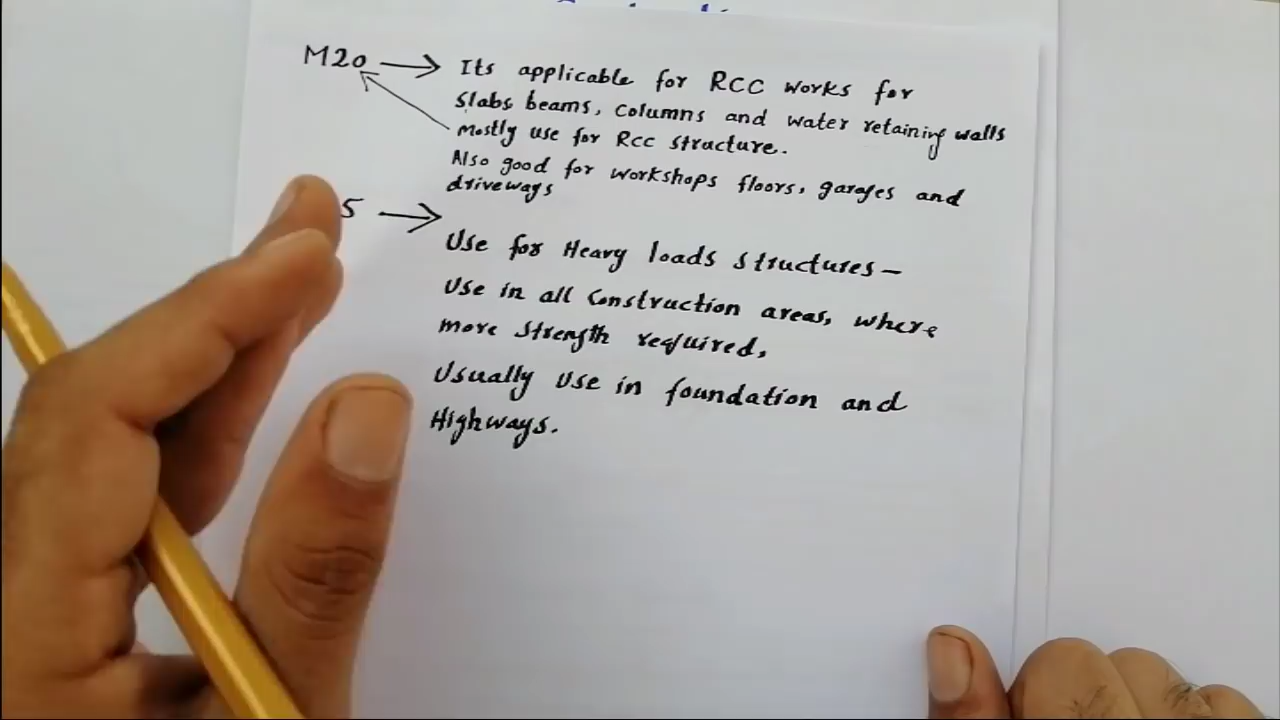 M20 → Its applicable for RCC works for
Slabs beams, columns and water retaining walls
Mostly use for RCC structure.
Also good for workshops floors, garages and
driveways
5 →
Use for Heavy loads structures -
Use in all Construction areas, where
more strength required,
Usually use in foundation and
Highways.